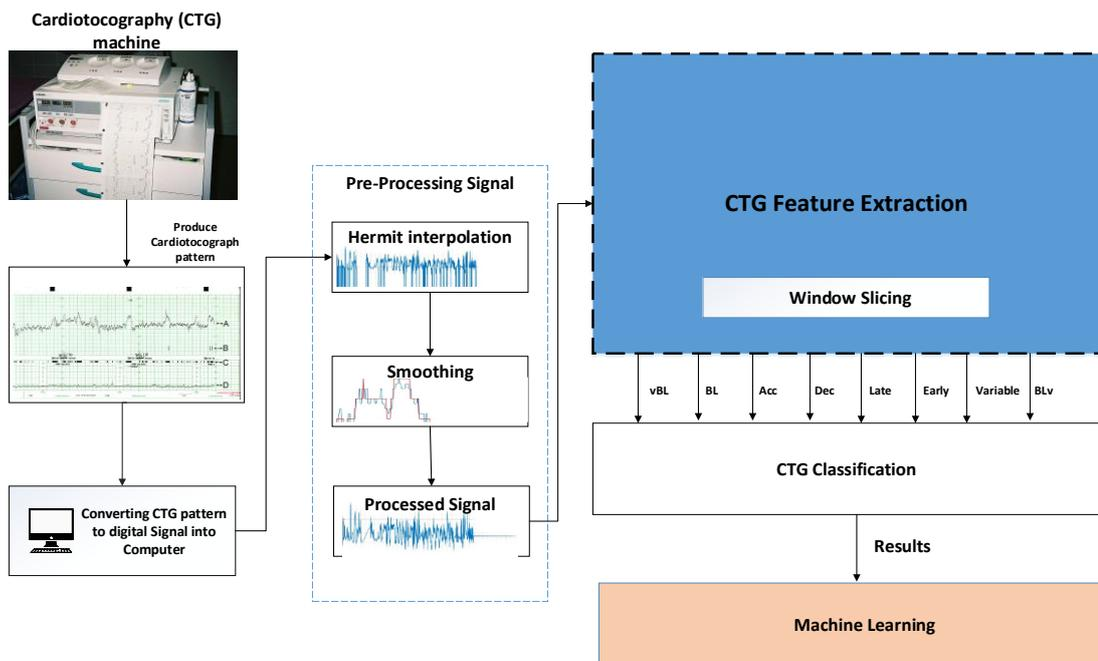 Cardiotocography (CTG)
machine
Produce
Cardiotocograph
pattern
A
B
C
D
Converting CTG pattern
to digital Signal into
Computer
Pre-Processing Signal
Hermit interpolation
Smoothing
Processed Signal
CTG Feature Extraction
Window Slicing
vBL BL Acc Dec Late Early Variable BLv
CTG Classification
Results
Machine Learning